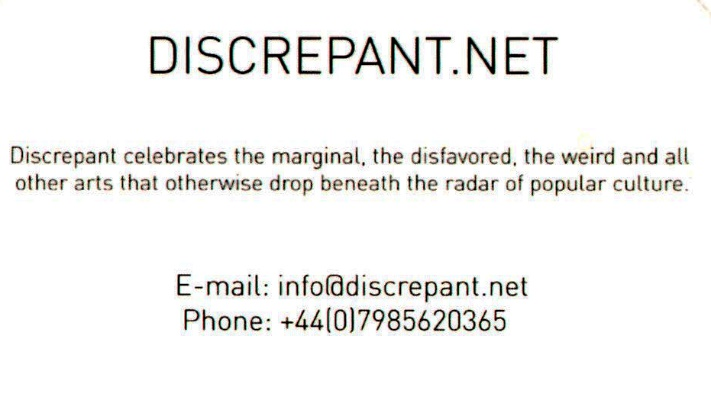 DISCREPANT.NET
Discrepant celebrates the marginal, the disfavored, the weird and all
other arts that otherwise drop beneath the radar of popular culture.
E-mail: info@discrepant.net
Phone: +44(0)7985620365